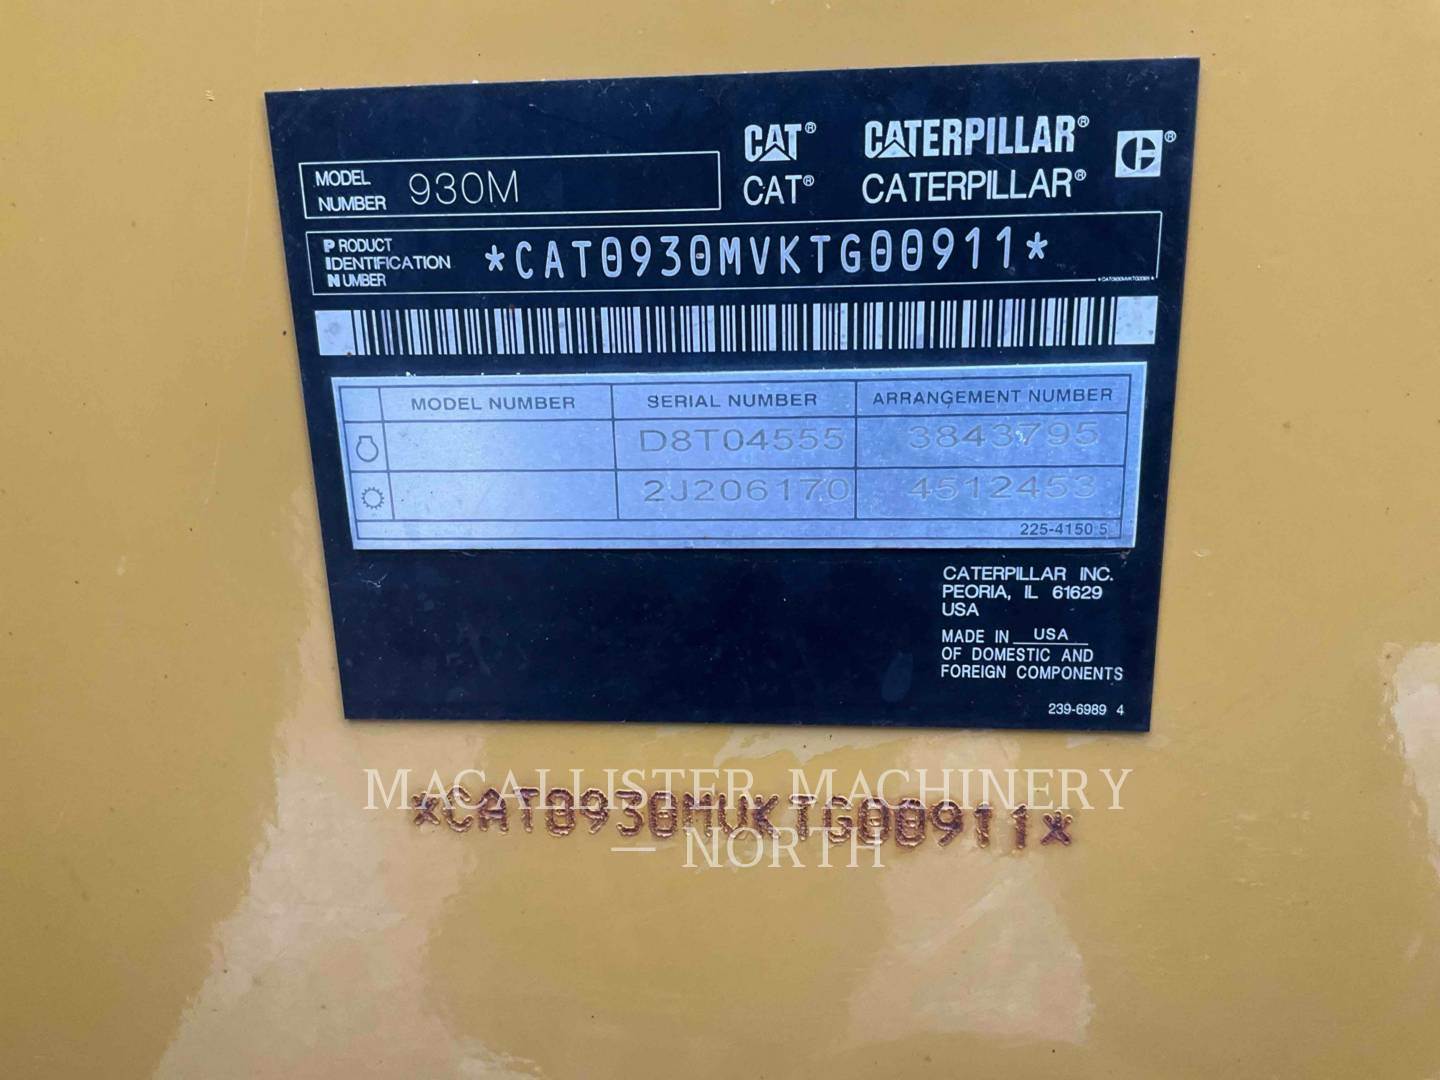 CAT® CATERPILLAR® ®
MODEL NUMBER 930M
CAT® CATERPILLAR®
PRODUCT IDENTIFICATION NUMBER *CAT0930MVKTG00911*
MODEL NUMBER SERIAL NUMBER ARRANGEMENT NUMBER
D8T04555 3843795
2J206170 4512453
225-4150 5
CATERPILLAR INC.
PEORIA, IL 61629
USA
MADE IN USA
OF DOMESTIC AND
FOREIGN COMPONENTS
239-6989 4
MACALLISTER MACHINERY
*CAT0930MVKTG00911*
— NORTH